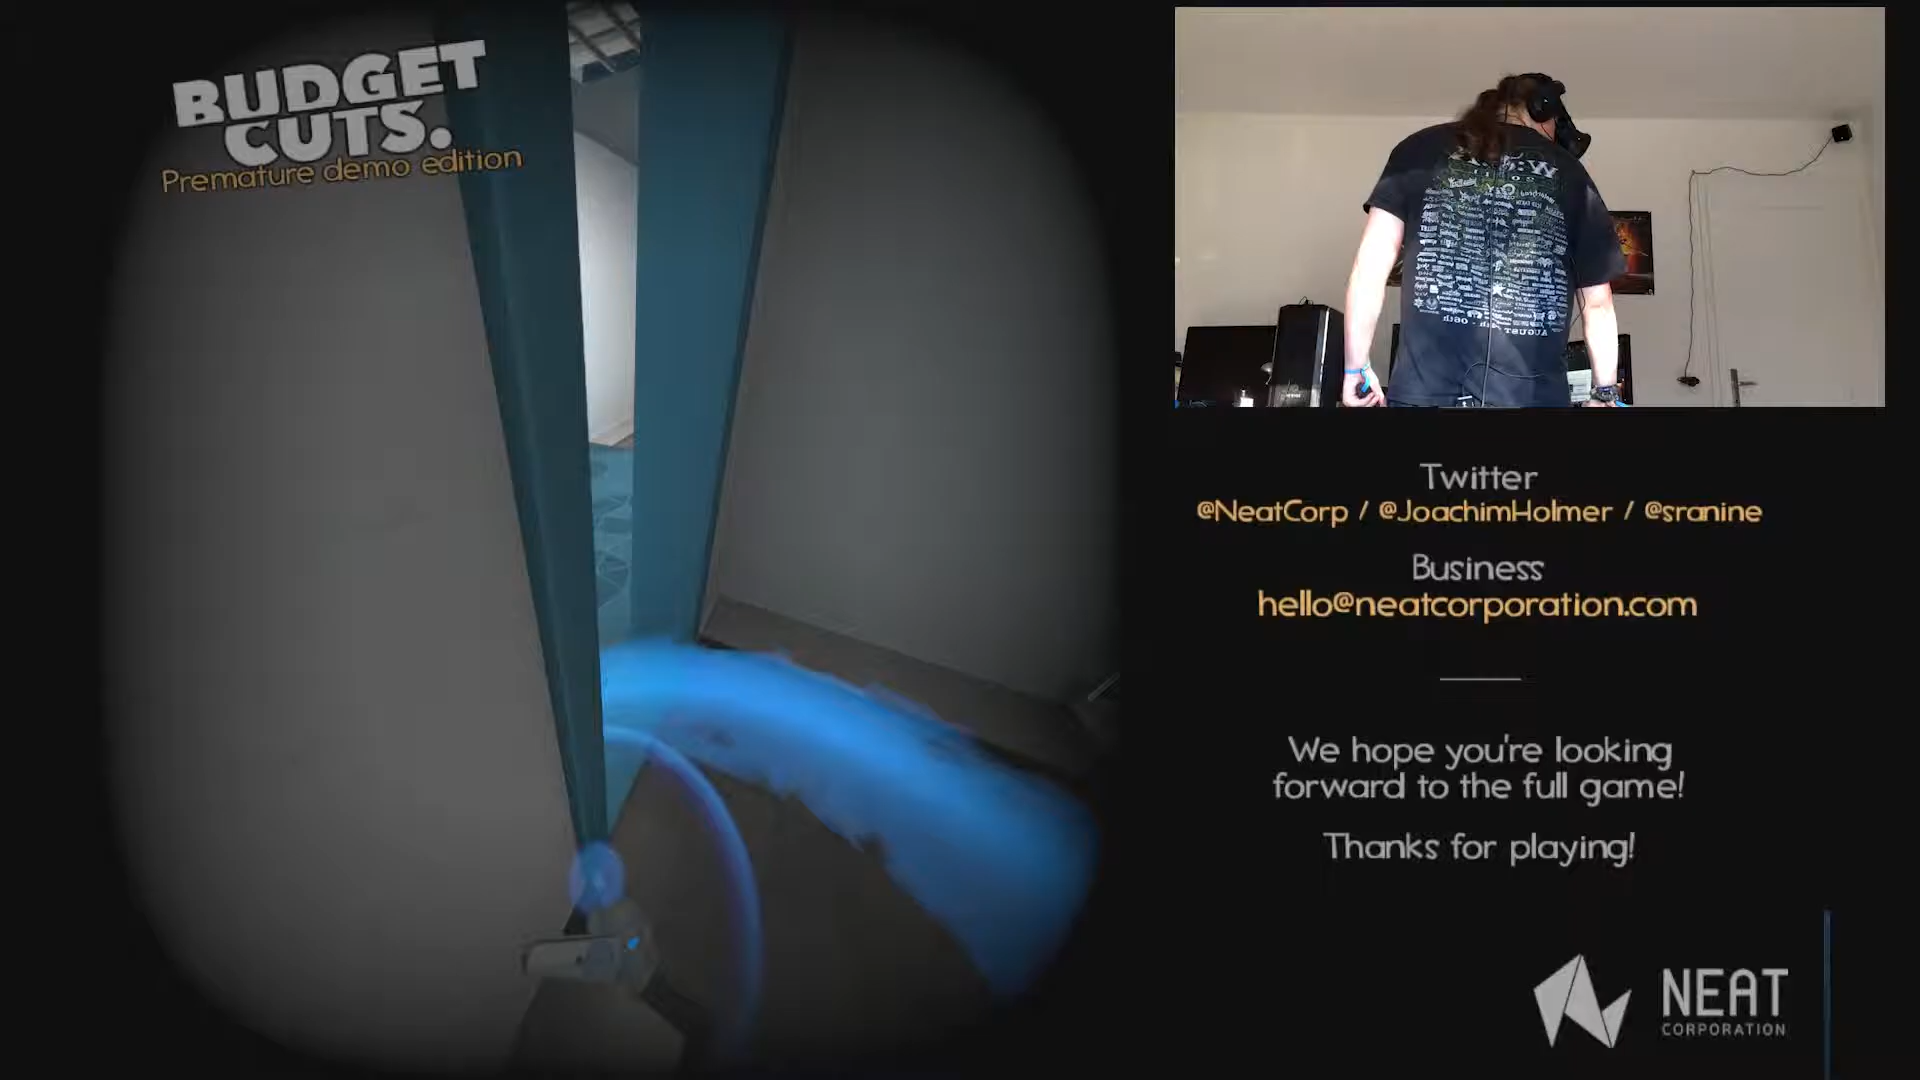 BUDGET
CUTS.
Premature demo edition
Twitter
@NeatCorp / @JoachimHolmer / @sranine
Business
hello@neatcorporation.com
We hope you're looking
forward to the full game!
Thanks for playing!
NEAT
CORPORATION